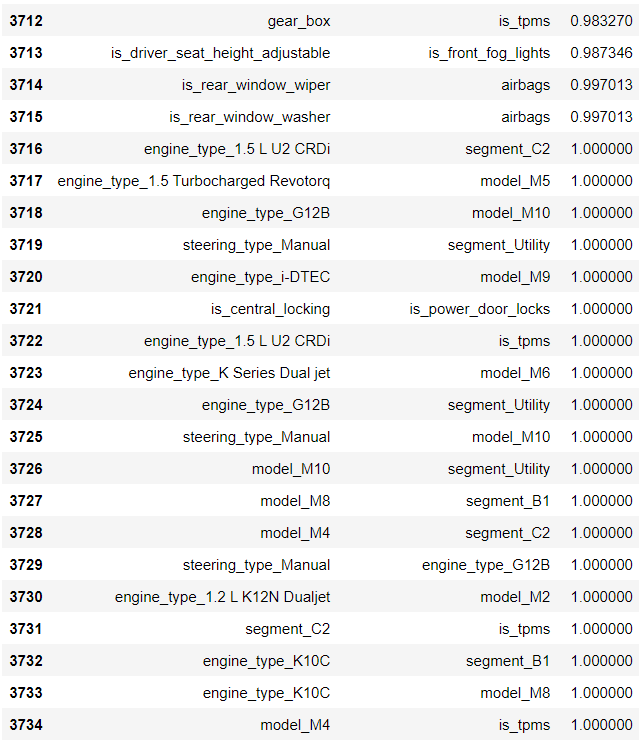 3712 gear_box is_tpms 0.983270
3713 is_driver_seat_height_adjustable is_front_fog_lights 0.987346
3714 is_rear_window_wiper airbags 0.997013
3715 is_rear_window_washer airbags 0.997013
3716 engine_type_1.5 L U2 CRDi segment_C2 1.000000
3717 engine_type_1.5 Turbocharged Revotorq model_M5 1.000000
3718 engine_type_G12B model_M10 1.000000
3719 steering_type_Manual segment_Utility 1.000000
3720 engine_type_i-DTEC model_M9 1.000000
3721 is_central_locking is_power_door_locks 1.000000
3722 engine_type_1.5 L U2 CRDi is_tpms 1.000000
3723 engine_type_K Series Dual jet model_M6 1.000000
3724 engine_type_G12B segment_Utility 1.000000
3725 steering_type_Manual model_M10 1.000000
3726 model_M10 segment_Utility 1.000000
3727 model_M8 segment_B1 1.000000
3728 model_M4 segment_C2 1.000000
3729 steering_type_Manual engine_type_G12B 1.000000
3730 engine_type_1.2 L K12N Dualjet model_M2 1.000000
3731 segment_C2 is_tpms 1.000000
3732 engine_type_K10C segment_B1 1.000000
3733 engine_type_K10C model_M8 1.000000
3734 model_M4 is_tpms 1.000000